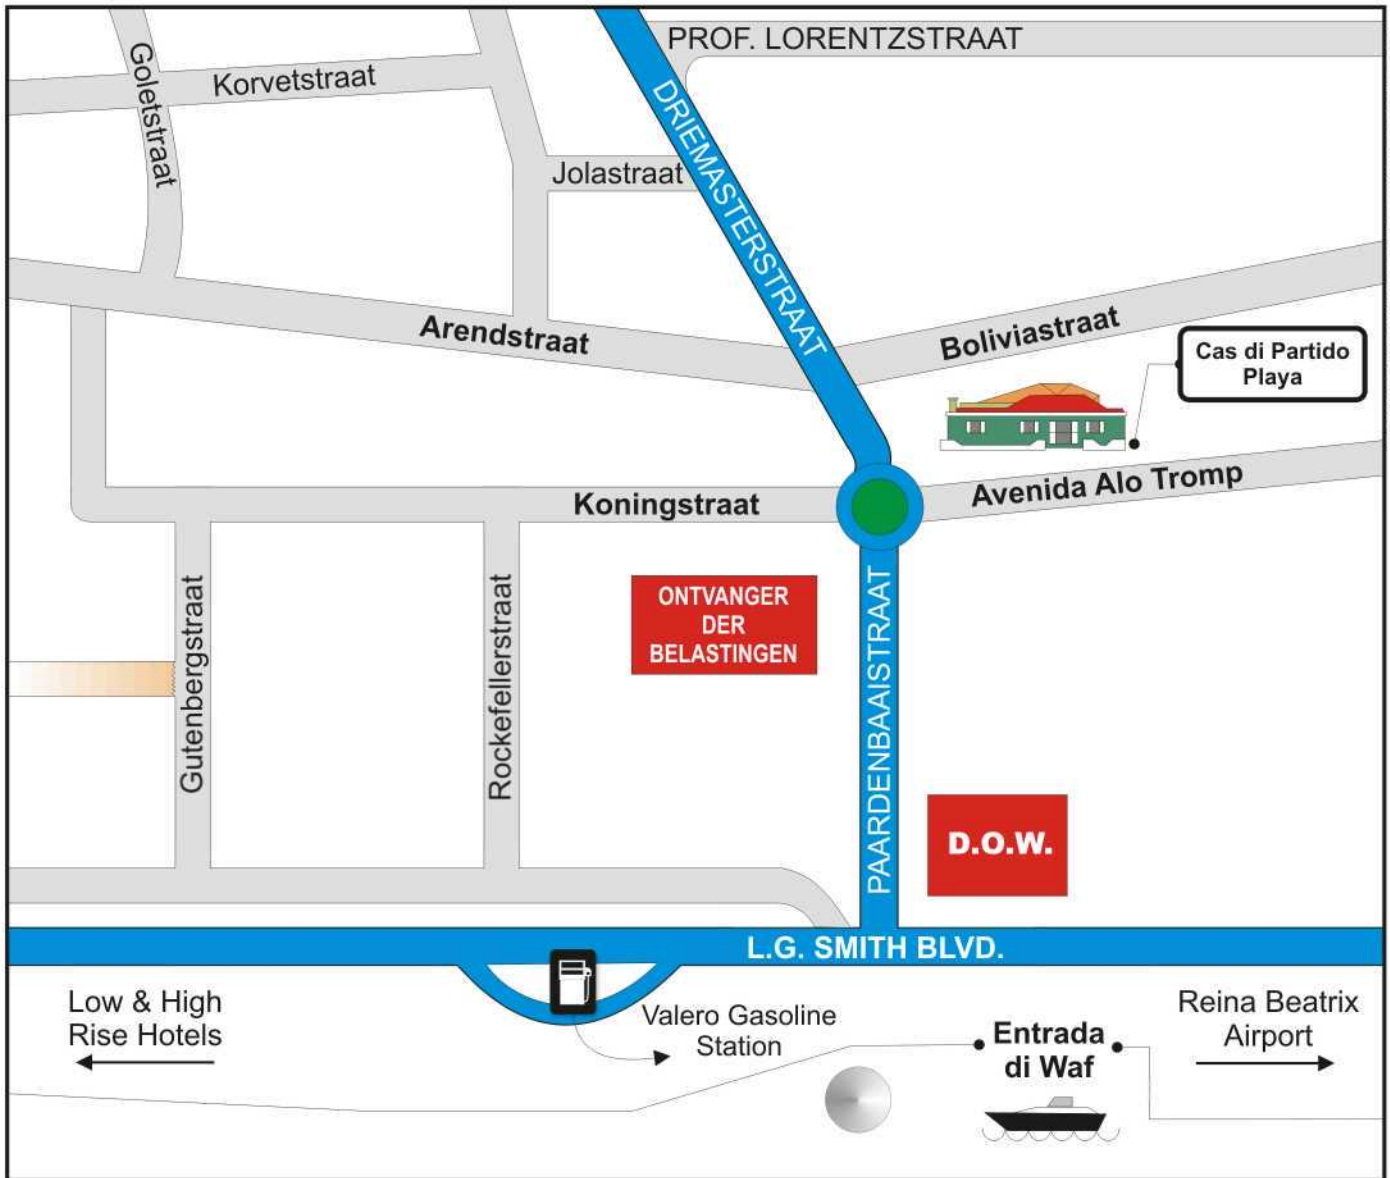 PROF. LORENTZSTRAAT
Goletstraat
Korvetstraat
DRIEMASTERSTRAAT
Jolastraat
Arendstraat
Boliviastraat
Cas di Partido
Playa
Koningstraat
Avenida Alo Tromp
Gutenbergstraat
Rockefellerstraat
ONTVANGER
DER
BELASTINGEN
PAARDENBAAISTRAAT
D.O.W.
L.G. SMITH BLVD.
Low & High
Rise Hotels
Valero Gasoline
Station
Entrada
di Waf
Reina Beatrix
Airport